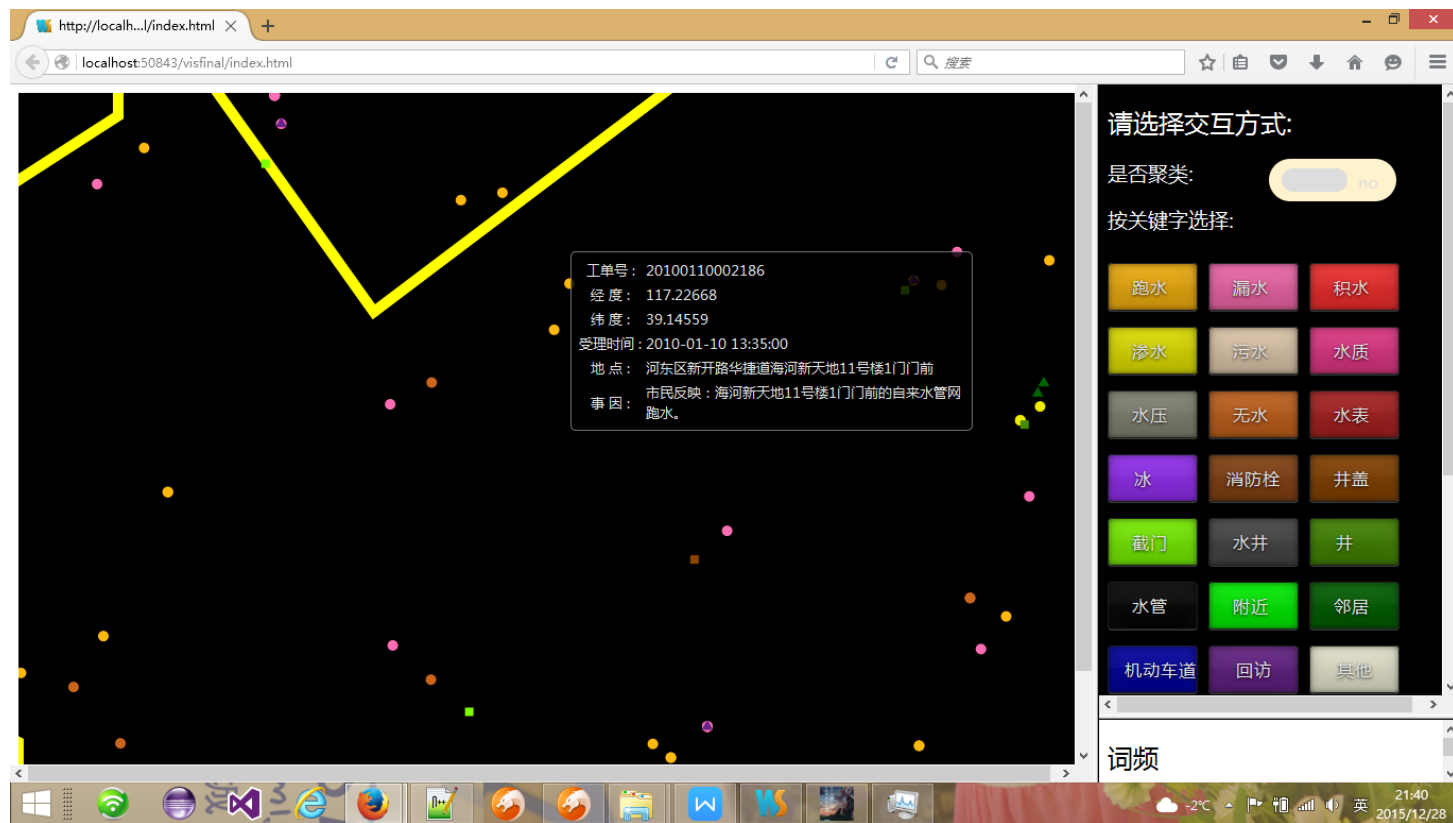 http://localh...l/index.html
localhost:50843/visfinal/index.html
搜索
工单号： 20100110002186
经 度： 117.22668
纬 度： 39.14559
受理时间：2010-01-10 13:35:00
地 点： 河东区新开路华捷道海河新天地11号楼1门门前
事 因： 市民反映：海河新天地11号楼1门门前的自来水管网
跑水。
请选择交互方式:
是否聚类: no
按关键字选择:
跑水 漏水 积水
渗水 污水 水质
水压 无水 水表
冰 消防栓 井盖
截门 水井 井
水管 附近 邻居
机动车道 回访 其他
词频
-2℃ 英 21:40
2015/12/28